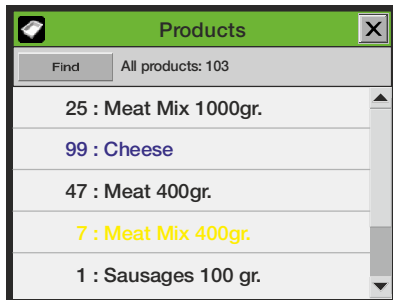 Products
Find All products: 103
25 : Meat Mix 1000gr.
99 : Cheese
47 : Meat 400gr.
7 : Meat Mix 400gr.
1 : Sausages 100 gr.